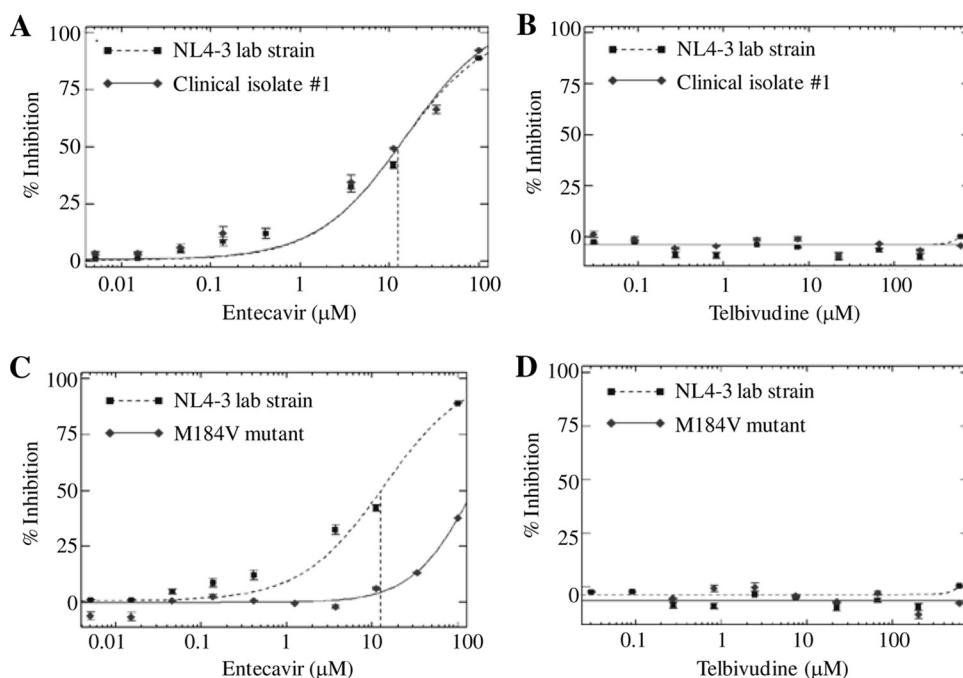 A
100
75
50
25
0
% Inhibition
NL4-3 lab strain
Clinical isolate #1
0.01
0.1
1
10
100
Entecavir (µM)
B
100
75
50
25
0
% Inhibition
NL4-3 lab strain
Clinical isolate #1
0.1
1
10
100
Telbivudine (µM)
C
100
75
50
25
0
% Inhibition
NL4-3 lab strain
M184V mutant
0.01
0.1
1
10
100
Entecavir (µM)
D
100
75
50
25
0
% Inhibition
NL4-3 lab strain
M184V mutant
0.1
1
10
100
Telbivudine (µM)